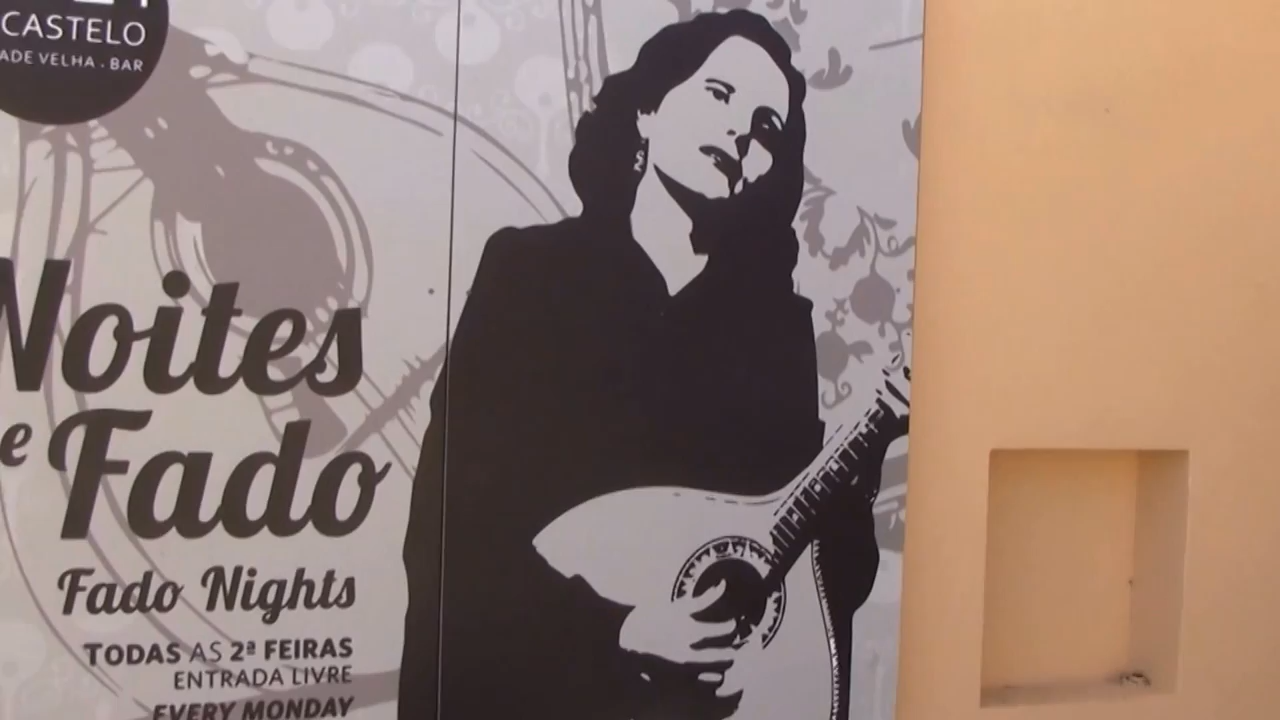 CASTELO
ADE VELHA . BAR
Noites
e Fado
Fado Nights
TODAS AS 2ª FEIRAS
ENTRADA LIVRE
EVERY MONDAY